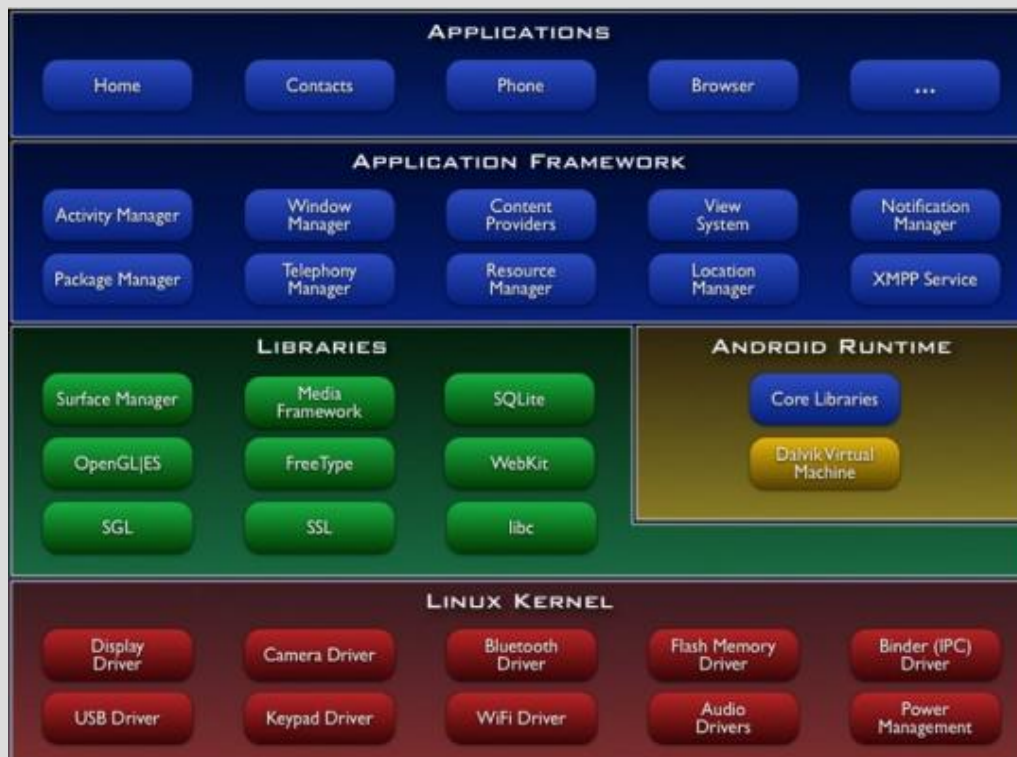 APPLICATIONS
Home
Contacts
Phone
Browser
...
APPLICATION FRAMEWORK
Activity Manager
Window
Manager
Content
Providers
View
System
Notification
Manager
Package Manager
Telephony
Manager
Resource
Manager
Location
Manager
XMPP Service
LIBRARIES
Surface Manager
Media
Framework
SQLite
OpenGL|ES
FreeType
WebKit
SGL
SSL
libc
ANDROID RUNTIME
Core Libraries
Dalvik Virtual
Machine
LINUX KERNEL
Display
Driver
Camera Driver
Bluetooth
Driver
Flash Memory
Driver
Binder (IPC)
Driver
USB Driver
Keypad Driver
WiFi Driver
Audio
Drivers
Power
Management